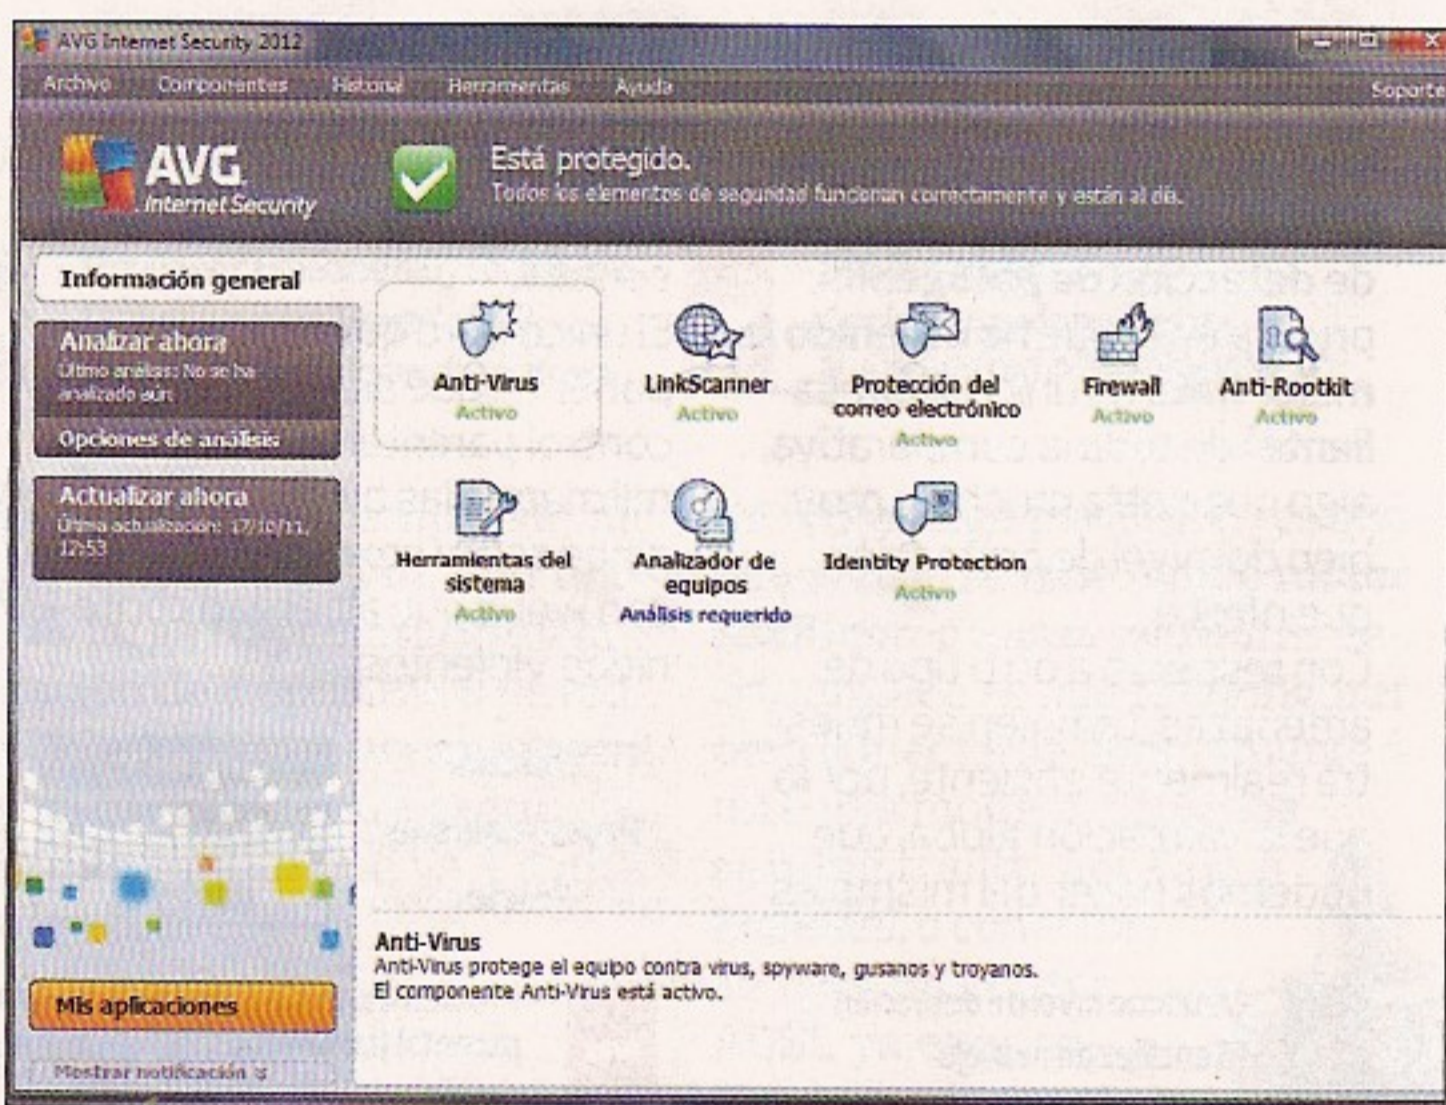 AVG Internet Security 2012
Archivo Componentes Historial Herramientas Ayuda Soporte
AVG
Internet Security
Está protegido.
Todos los elementos de seguridad funcionan correctamente y están al día.
Información general
Analizar ahora
Último análisis: No se ha
analizado aún
Opciones de análisis
Actualizar ahora
Última actualización: 17/10/11,
12:53
Anti-Virus
Activo
LinkScanner
Activo
Protección del
correo electrónico
Activo
Firewall
Activo
Anti-Rootkit
Activo
Herramientas del
sistema
Activo
Analizador de
equipos
Análisis requerido
Identity Protection
Activo
Anti-Virus
Anti-Virus protege el equipo contra virus, spyware, gusanos y troyanos.
El componente Anti-Virus está activo.
Mis aplicaciones
Mostrar notificación